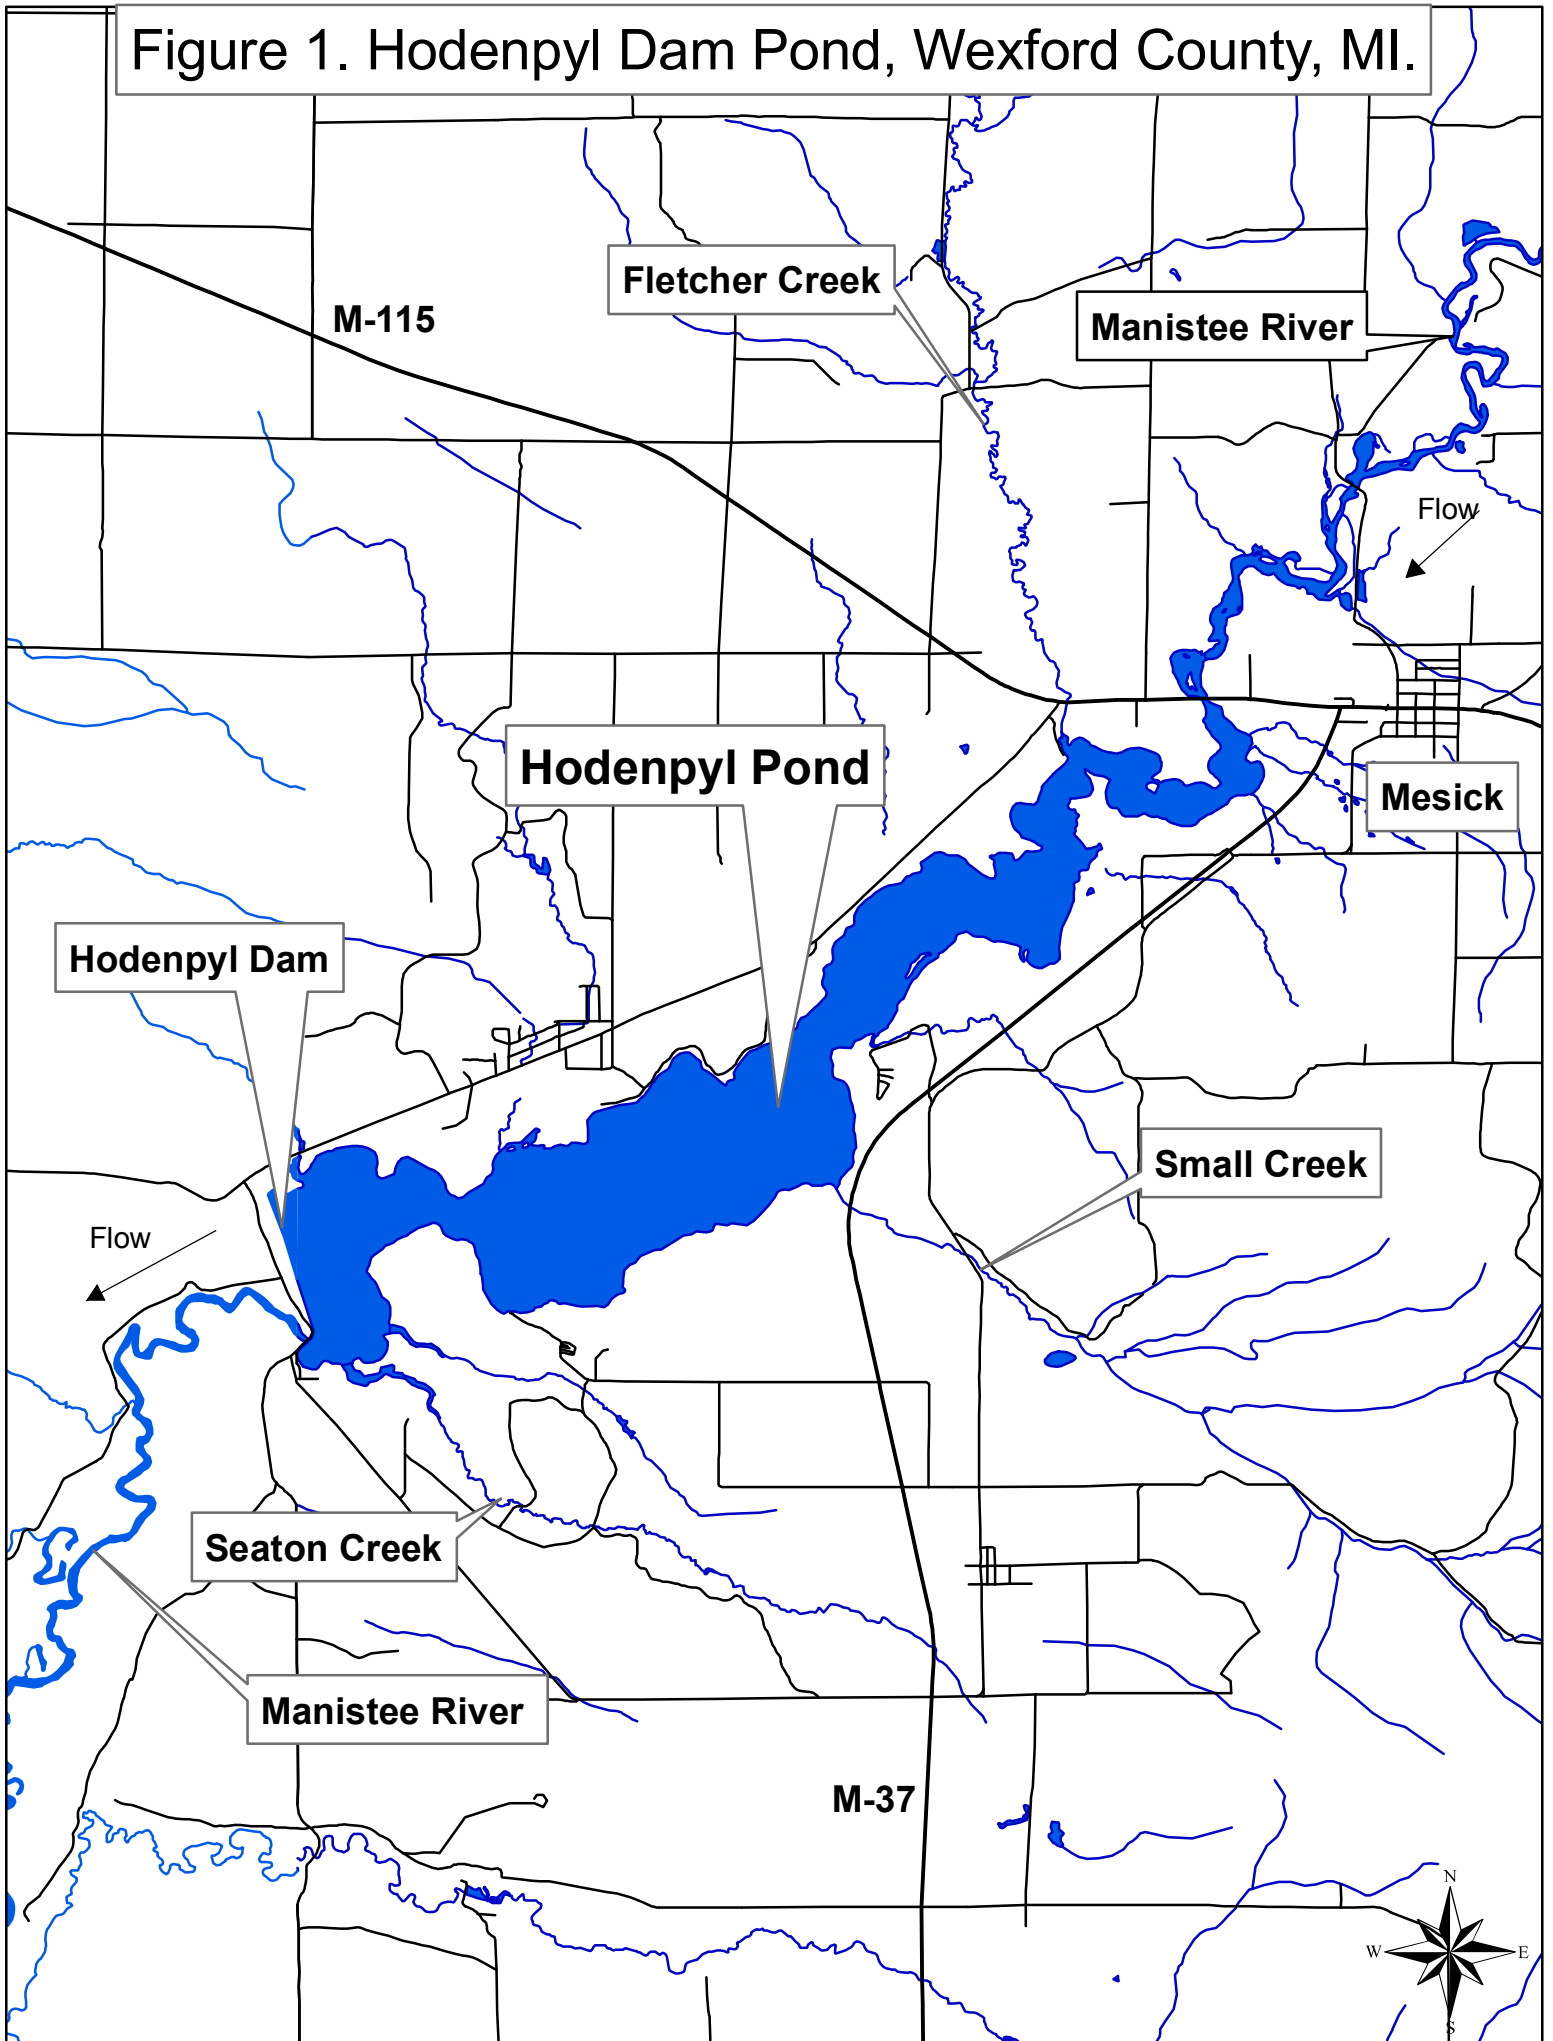 Figure 1. Hodenpyl Dam Pond, Wexford County, MI.
Fletcher Creek
M-115
Manistee River
Flow
Hodenpyl Pond
Mesick
Hodenpyl Dam
Small Creek
Flow
Seaton Creek
Manistee River
M-37
N
W
E
S